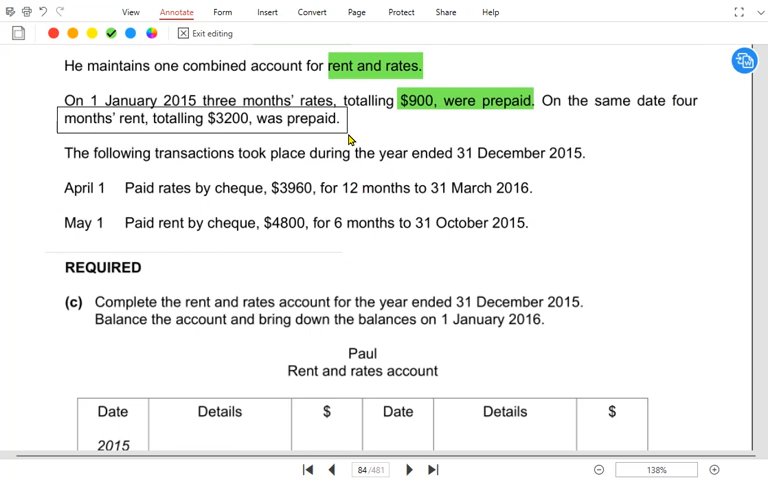 View Annotate Form Insert Convert Page Protect Share Help
Exit editing
He maintains one combined account for rent and rates.
On 1 January 2015 three months' rates, totalling $900, were prepaid. On the same date four
months' rent, totalling $3200, was prepaid.
The following transactions took place during the year ended 31 December 2015.
April 1 Paid rates by cheque, $3960, for 12 months to 31 March 2016.
May 1 Paid rent by cheque, $4800, for 6 months to 31 October 2015.
REQUIRED
(c) Complete the rent and rates account for the year ended 31 December 2015.
Balance the account and bring down the balances on 1 January 2016.
Paul
Rent and rates account
Date Details $ Date Details $
2015
84 /481 138%